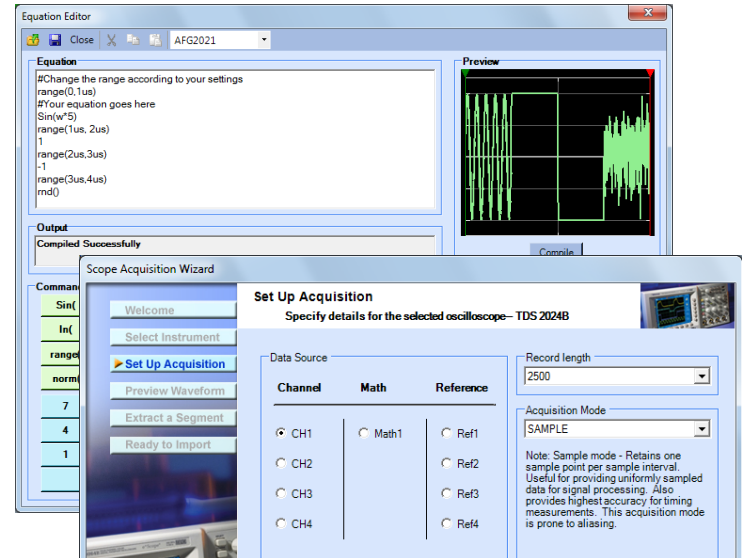 Equation Editor
Close
AFG2021
Equation
#Change the range according to your settings
range(0,1us)
#Your equation goes here
Sin(w*5)
range(1us, 2us)
1
range(2us,3us)
-1
range(3us,4us)
rnd()
Preview
Output
Compiled Successfully
Compile
Sin(
ln(
range(
norm(
7
4
1
Scope Acquisition Wizard
Welcome
Select Instrument
Set Up Acquisition
Preview Waveform
Extract a Segment
Ready to Import
Set Up Acquisition
Specify details for the selected oscilloscope– TDS 2024B
Data Source
Channel Math Reference
CH1 Math1 Ref1
CH2 Ref2
CH3 Ref3
CH4 Ref4
Record length
2500
Acquisition Mode
SAMPLE
Note: Sample mode - Retains one
sample point per sample interval.
Useful for providing uniformly sampled
data for signal processing. Also
provides highest accuracy for timing
measurements. This acquisition mode
is prone to aliasing.